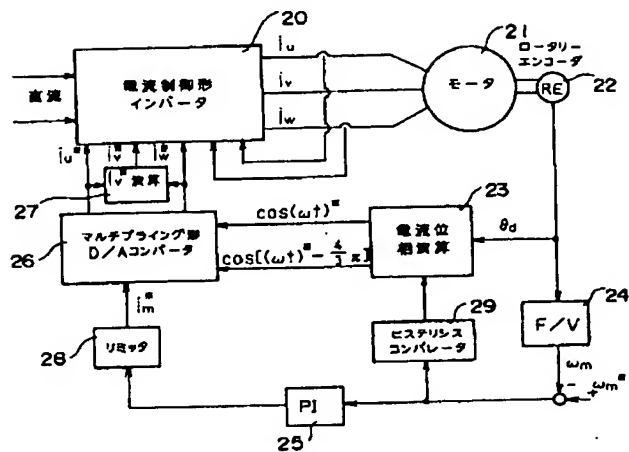 20
21
ロータリー
エンコーダ
22
iu
iv
iw
直流
電流制御形
インバータ
モータ
RE
iu*
iv*
iw*
iv*演算
27
23
cos(ωt)*
cos[(ωt)*-4/3π]
電流位
相演算
θd
26
マルチプライング形
D/Aコンバータ
im*
29
24
F/V
ヒステリシス
コンパレータ
28
リミッタ
ωm
-
+ωm*
PI
25